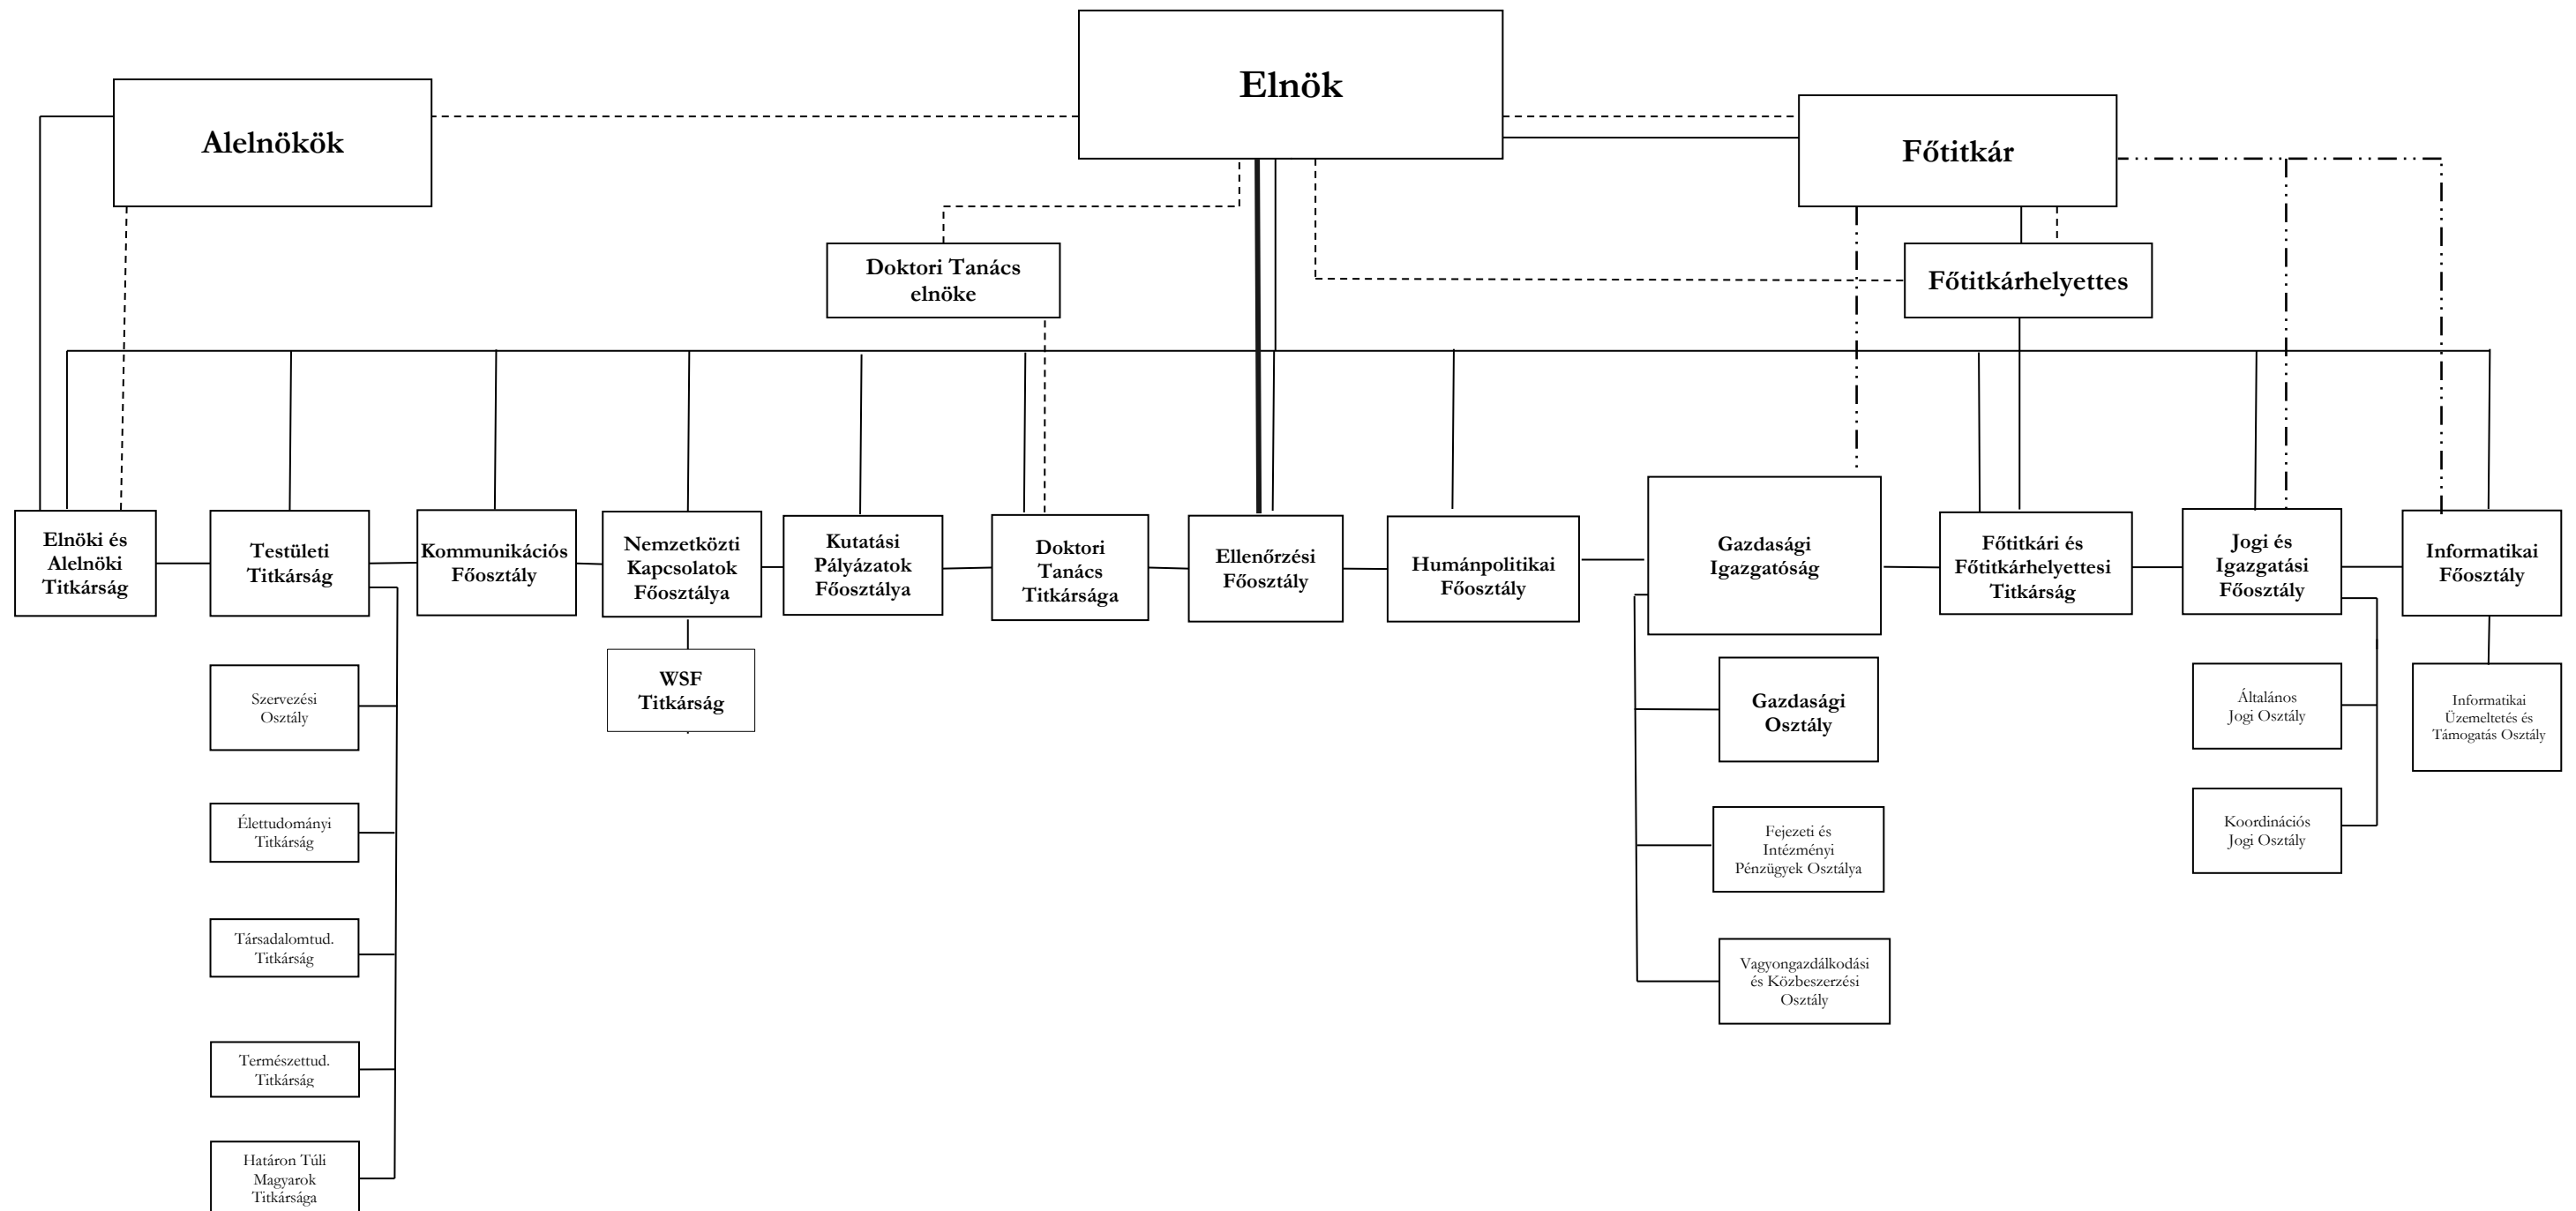 Elnök
Alelnökök
Főtitkár
Doktori Tanács
elnöke
Főtitkárhelyettes
Elnöki és
Alelnöki
Titkárság
Testületi
Titkárság
Kommunikációs
Főosztály
Nemzetközti
Kapcsolatok
Főosztálya
Kutatási
Pályázatok
Főosztálya
Doktori
Tanács
Titkársága
Ellenőrzési
Főosztály
Humánpolitikai
Főosztály
Gazdasági
Igazgatóság
Főtitkári és
Főtitkárhelyettesi
Titkárság
Jogi és
Igazgatási
Főosztály
Informatikai
Főosztály
WSF
Titkárság
Szervezési
Osztály
Gazdasági
Osztály
Általános
Jogi Osztály
Informatikai
Üzemeltetés és
Támogatás Osztály
Élettudományi
Titkárság
Fejezeti és
Intézményi
Pénzügyek Osztálya
Koordinációs
Jogi Osztály
Társadalomtud.
Titkárság
Vagyongazdálkodási
és Közbeszerzési
Osztály
Természettud.
Titkárság
Határon Túli
Magyarok
Titkársága